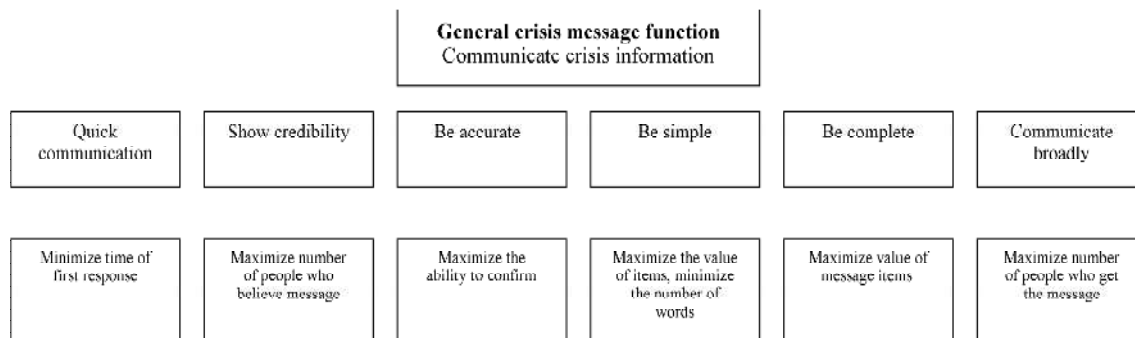 General crisis message function
Communicate crisis information
Quick
communication
Show credibility
Be accurate
Be simple
Be complete
Communicate
broadly
Minimize time of
first response
Maximize number
of people who
believe message
Maximize the
ability to confirm
Maximize the value
of items, minimize
the number of
words
Maximize value of
message items
Maximize number
of people who get
the message